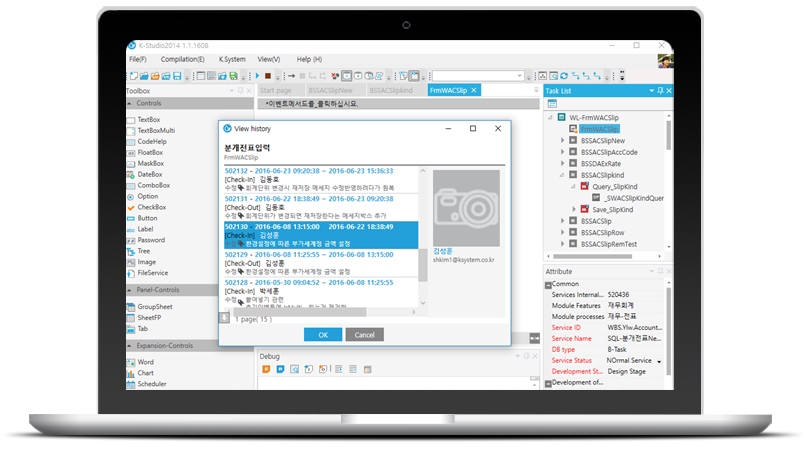 K-Studio2014 1.1.1608
File(F) Compilation(E) K.System View(V) Help (H)
Toolbox
Controls
TextBox
TextBoxMulti
CodeHelp
FloatBox
MaskBox
DateBox
ComboBox
Option
CheckBox
Button
Label
Password
Tree
Image
FileService
Panel-Controls
GroupSheet
SheetFP
Tab
Expansion-Controls
Word
Chart
Scheduler
Start page BSSACSlipNew BSSACSlipkind FrmWACSlip
*이벤트메서드를,클릭하십시요.
View history
분개전표입력
FrmWACSlip
502132 - 2016-06-23 09:20:38 ~ 2016-06-23 15:36:33
[Check-In] 김동호
수정 회계단위 변경시 재저장 메세지 수정반영하려다가 원복
502131 - 2016-06-22 18:38:49 ~ 2016-06-23 09:20:38
[Check-Out] 김동호
수정 회계단위가 변경되면 재저장한다는 메세지박스 추가
502130 - 2016-06-08 13:15:00 2016-06-22 18:38:49
[Check-In] 김성훈
수정 환경설정에 따른 부가세계정 금액 설정
502129 - 2016-06-08 11:25:55 ~ 2016-06-08 13:15:00
[Check-Out] 김성훈
수정 환경설정에 따른 부가세계정 금액 설정
502128 - 2016-05-30 09:04:52 ~ 2016-06-08 11:25:55
[Check-In] 박세훈
수정 붙여넣기 관련
1 page( 15 )
김성훈
shkim1@ksystem.co.kr
OK Cancel
Debug
Task List
WL-FrmWACSlip
FrmWACSlip
BSSACSlipNew
BSSACSlipAccCode
BSSDAExRate
BSSACSlipkind
Query_SlipKind
_SWACSlipKindQuer
Save_SlipKind
BSSACSlip
BSSACSlipRow
BSSACSlipRemTest
Attribute
Common
Services Internal... 520436
Module Features 재무회계
Module processes 재무-전표
Service ID WBS.Ylw.Account...
Service Name SQL-분개전표Ne...
DB type B-Task
Service Status NOrmal Service
Development St... Design Stage
Development of...